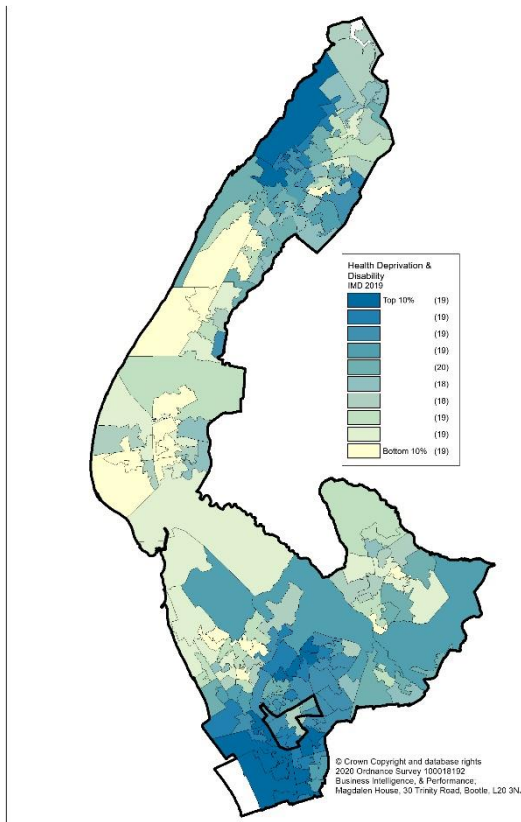 Health Deprivation &
Disability
IMD 2019
Top 10% (19)
(19)
(19)
(19)
(20)
(18)
(18)
(19)
(19)
Bottom 10% (19)
© Crown Copyright and database rights
2020 Ordnance Survey 100018192
Business Intelligence, & Performance;
Magdalen House, 30 Trinity Road, Bootle, L20 3NJ